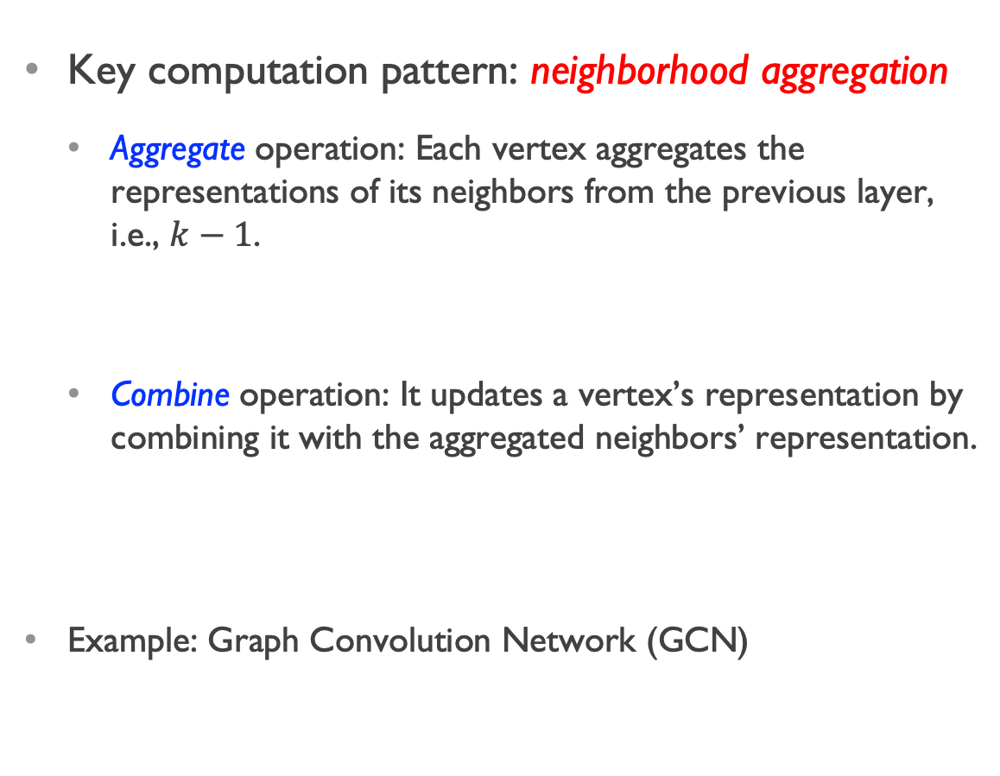 • Key computation pattern: neighborhood aggregation
• Aggregate operation: Each vertex aggregates the
representations of its neighbors from the previous layer,
i.e., k − 1.
• Combine operation: It updates a vertex’s representation by
combining it with the aggregated neighbors’ representation.
• Example: Graph Convolution Network (GCN)